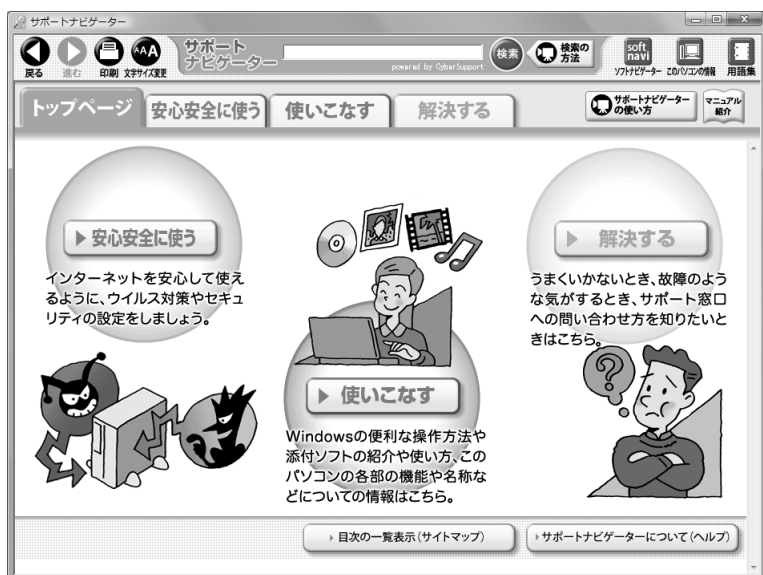 サポートナビゲーター
戻る
進む
印刷
AAA
文字サイズ変更
サポート
ナビゲーター
powered by CyberSupport
検索
検索の
方法
soft
navi
ソフトナビゲーター
このパソコンの情報
用語集
トップページ
安心安全に使う
使いこなす
解決する
サポートナビゲーター
の使い方
マニュアル
紹介
安心安全に使う
インターネットを安心して使え
るように、ウイルス対策やセキュ
リティの設定をしましょう。
使いこなす
Windowsの便利な操作方法や
添付ソフトの紹介や使い方、この
パソコンの各部の機能や名称な
どについての情報はこちら。
解決する
うまくいかないとき、故障のよう
な気がするとき、サポート窓口
への問い合わせ方を知りたいと
きはこちら。
?
目次の一覧表示(サイトマップ)
サポートナビゲーターについて(ヘルプ)